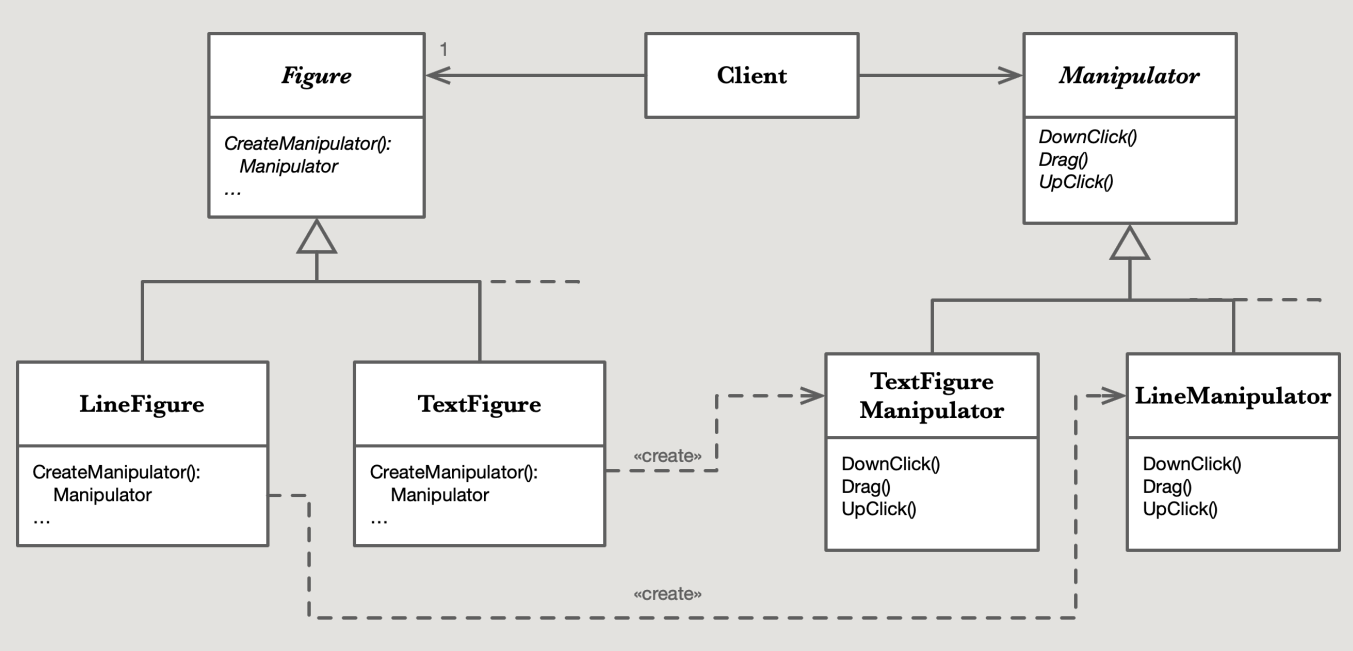 Figure
CreateManipulator():
Manipulator
...
1
Client
Manipulator
DownClick()
Drag()
UpClick()
LineFigure
CreateManipulator():
Manipulator
...
TextFigure
CreateManipulator():
Manipulator
...
«create»
TextFigure
Manipulator
DownClick()
Drag()
UpClick()
LineManipulator
DownClick()
Drag()
UpClick()
«create»